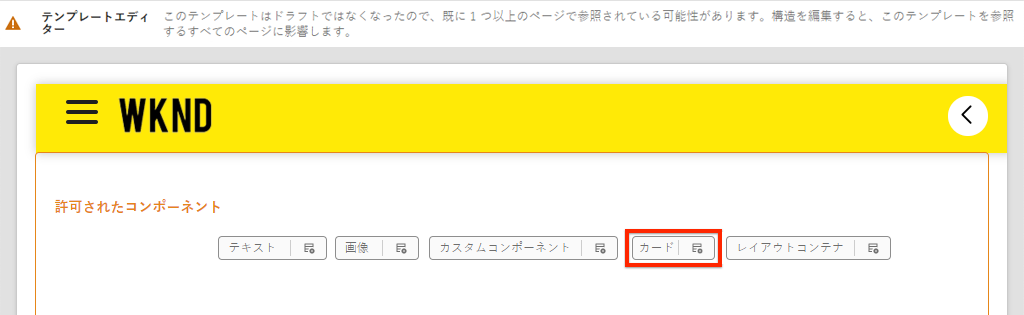 テンプレートエディター
このテンプレートはドラフトではなくなったので、既に 1 つ以上のページで参照されている可能性があります。構造を編集すると、このテンプレートを参照
するすべてのページに影響します。
WKND
許可されたコンポーネント
テキスト 画像 カスタムコンポーネント カード レイアウトコンテナ